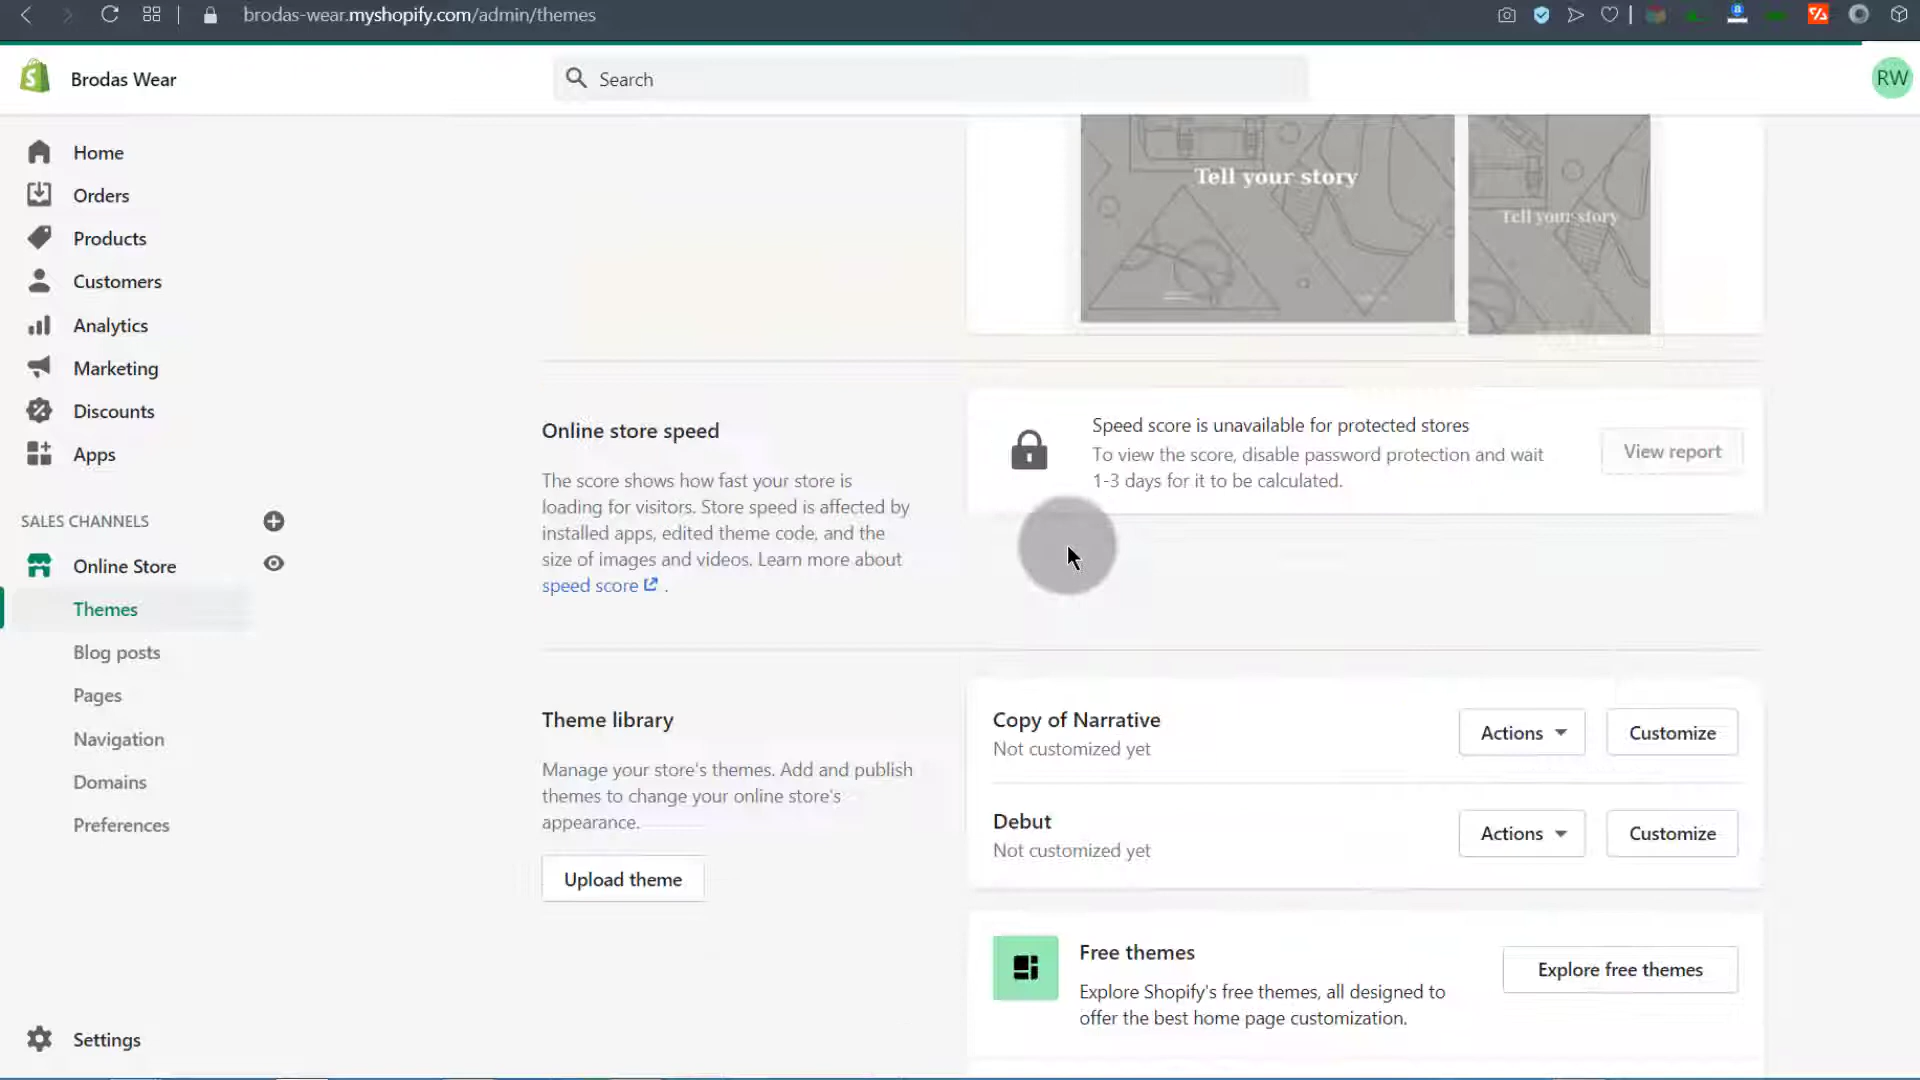 brodas-wear.myshopify.com/admin/themes
Brodas Wear
Search
RW
Home
Orders
Products
Customers
Analytics
Marketing
Discounts
Apps
SALES CHANNELS
Online Store
Themes
Blog posts
Pages
Navigation
Domains
Preferences
Settings
Tell your story
Tell your story
Online store speed
The score shows how fast your store is
loading for visitors. Store speed is affected by
installed apps, edited theme code, and the
size of images and videos. Learn more about
speed score .
Speed score is unavailable for protected stores
To view the score, disable password protection and wait
1-3 days for it to be calculated.
View report
Theme library
Manage your store's themes. Add and publish
themes to change your online store's
appearance.
Upload theme
Copy of Narrative
Not customized yet
Actions
Customize
Debut
Not customized yet
Actions
Customize
Free themes
Explore Shopify's free themes, all designed to
offer the best home page customization.
Explore free themes